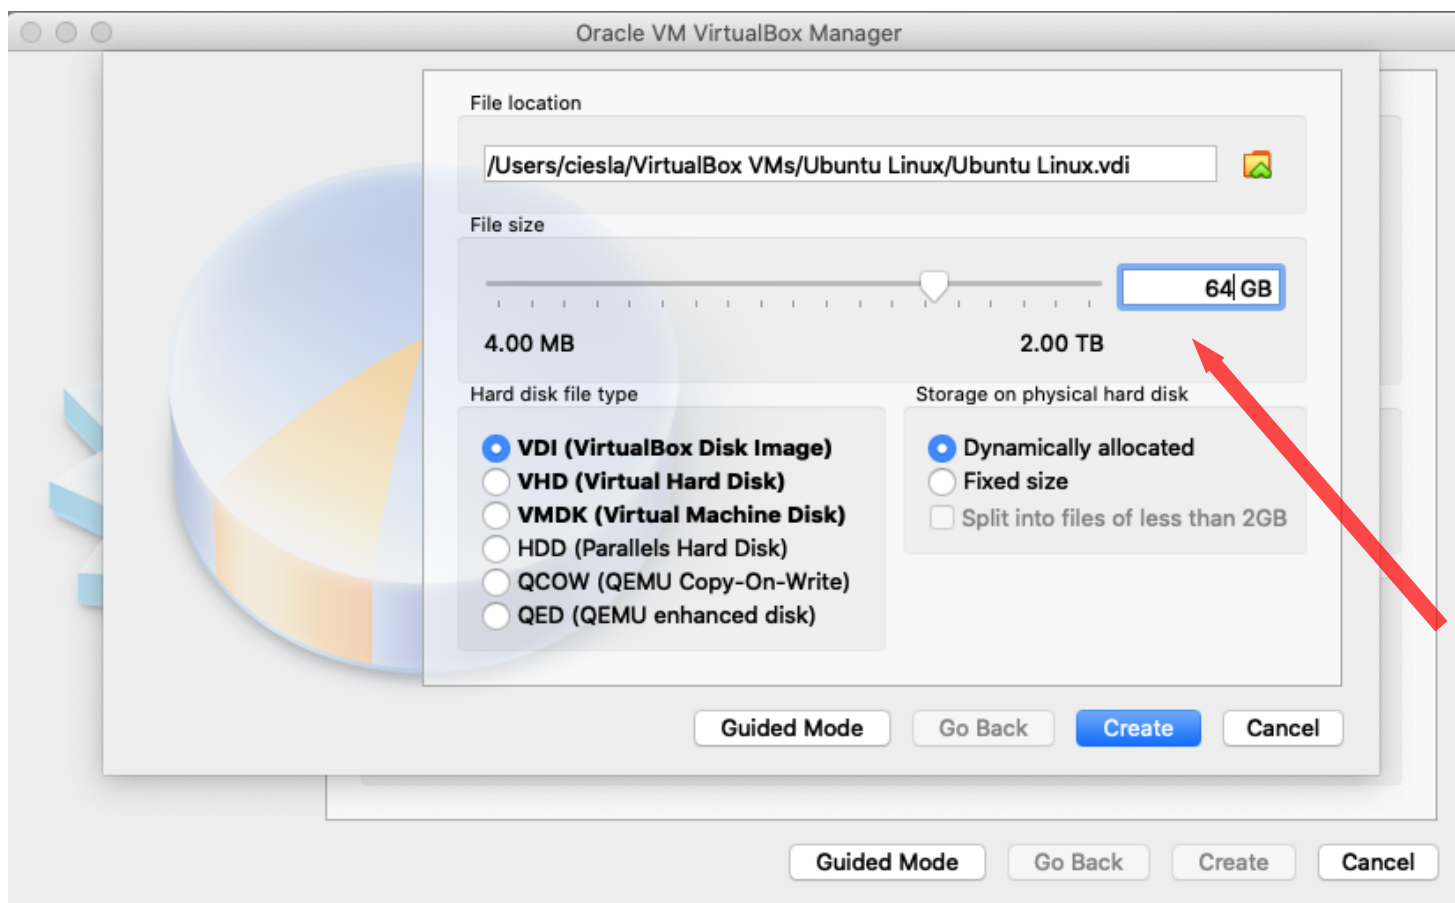 Oracle VM VirtualBox Manager
File location
/Users/ciesla/VirtualBox VMs/Ubuntu Linux/Ubuntu Linux.vdi
File size
64 GB
4.00 MB
2.00 TB
Hard disk file type
VDI (VirtualBox Disk Image)
VHD (Virtual Hard Disk)
VMDK (Virtual Machine Disk)
HDD (Parallels Hard Disk)
QCOW (QEMU Copy-On-Write)
QED (QEMU enhanced disk)
Storage on physical hard disk
Dynamically allocated
Fixed size
Split into files of less than 2GB
Guided Mode
Go Back
Create
Cancel
Guided Mode
Go Back
Create
Cancel